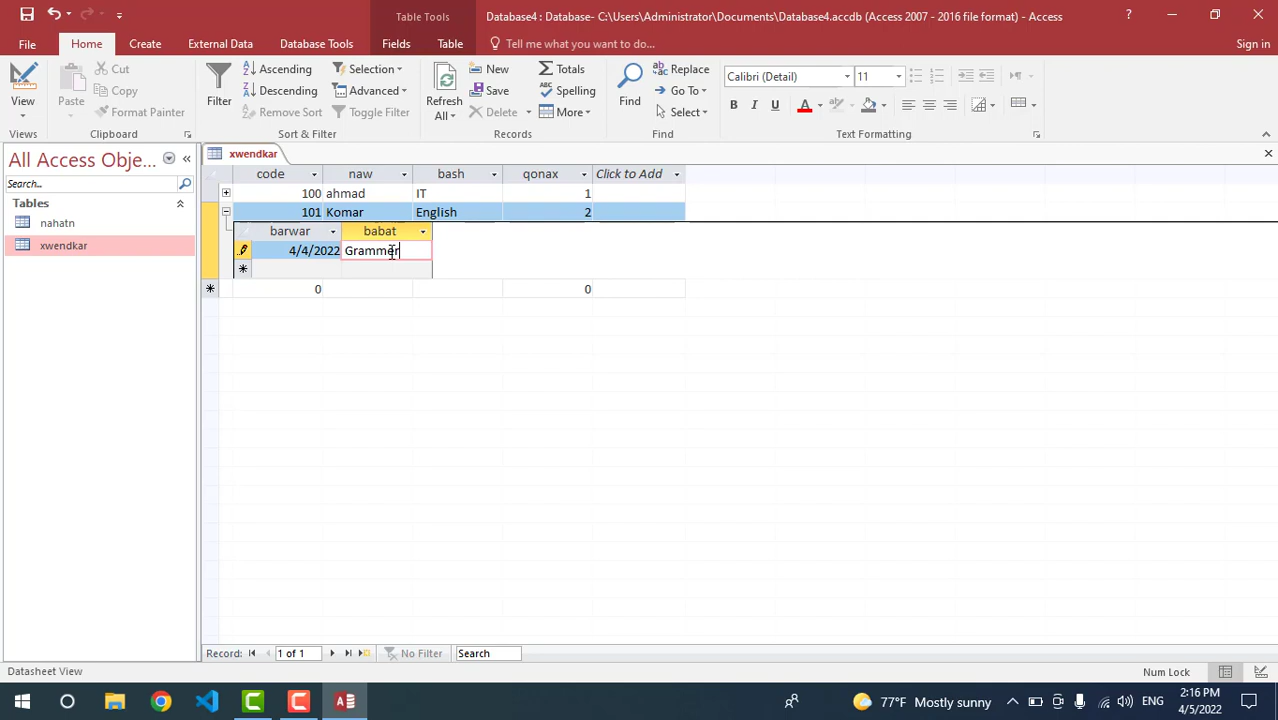 Table Tools
Database4 : Database- C:\Users\Administrator\Documents\Database4.accdb (Access 2007 - 2016 file format) - Access
?
File
Home
Create
External Data
Database Tools
Fields
Table
Tell me what you want to do...
Sign in
View
Views
Paste
Cut
Copy
Format Painter
Clipboard
Filter
Ascending
Descending
Remove Sort
Selection
Advanced
Toggle Filter
Sort & Filter
Refresh
All
New
Save
Delete
Totals
Spelling
More
Records
Find
Replace
Go To
Select
Find
Calibri (Detail)
11
B I U
A
Text Formatting
All Access Obje...
Search...
Tables
nahatn
xwendkar
xwendkar
code naw bash qonax Click to Add
100 ahmad IT 1
101 Komar English 2
barwar babat
4/4/2022 Grammer
0 0
Record: 1 of 1 No Filter Search
Datasheet View
Num Lock
77°F Mostly sunny
ENG
2:16 PM
4/5/2022